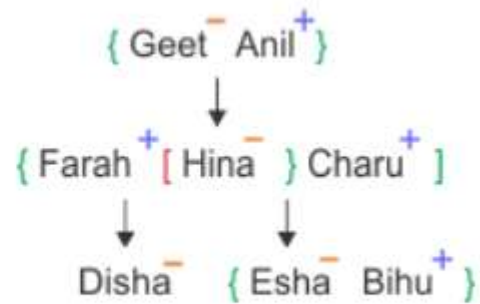 { Geet⁻ Anil⁺ }
{ Farah⁺ [ Hina⁻ } Charu⁺ ]
Disha⁻ { Esha⁻ Bihu⁺ }